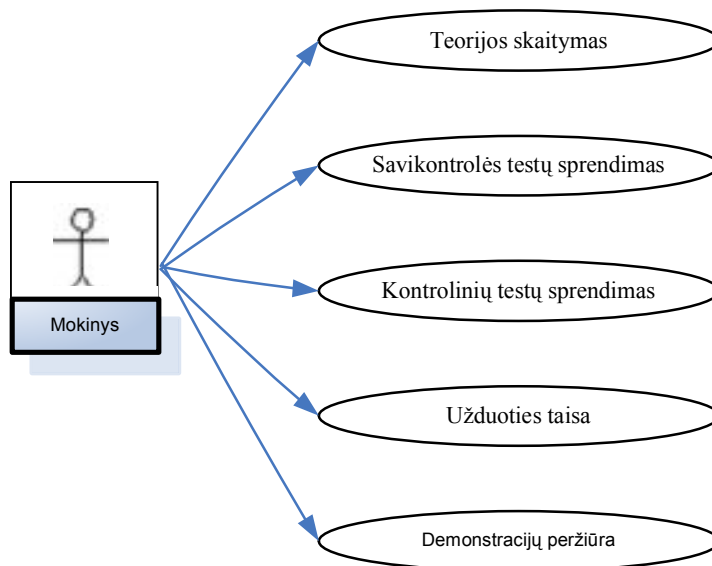 Teorijos skaitymas
Savikontrolės testų sprendimas
Kontrolinių testų sprendimas
Mokinys
Užduoties taisa
Demonstracijų peržiūra